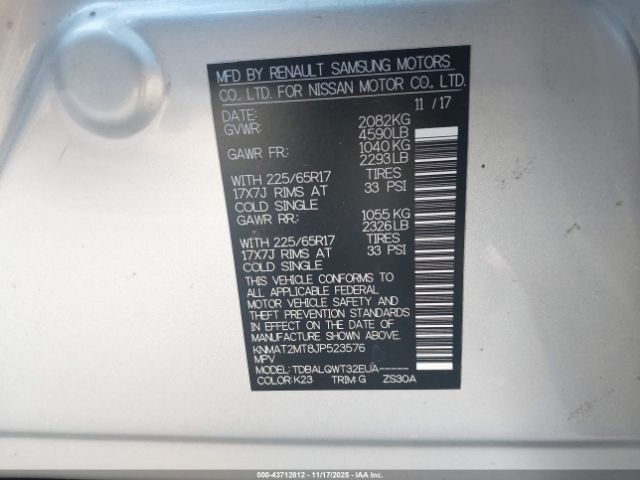 MFD BY RENAULT SAMSUNG MOTORS
CO., LTD. FOR NISSAN MOTOR CO., LTD.
DATE: 11 / 17
GVWR: 2082KG
4590LB
GAWR FR: 1040KG
2293LB
WITH 225/65R17 TIRES
17X7J RIMS AT 33 PSI
COLD SINGLE
GAWR RR: 1055 KG
2326LB
WITH 225/65R17 TIRES
17X7J RIMS AT 33 PSI
COLD SINGLE
THIS VEHICLE CONFORMS TO
ALL APPLICABLE FEDERAL
MOTOR VEHICLE SAFETY AND
THEFT PREVENTION STANDARDS
IN EFFECT ON THE DATE OF
MANUFACTURE SHOWN ABOVE.
KNMAT2MT8JP523576
MPV
MODEL: TDBALQWT32EUA-----
COLOR: K23 TRIM: G ZS30A
000-43712812 - 11/17/2025 - IAAI.COM